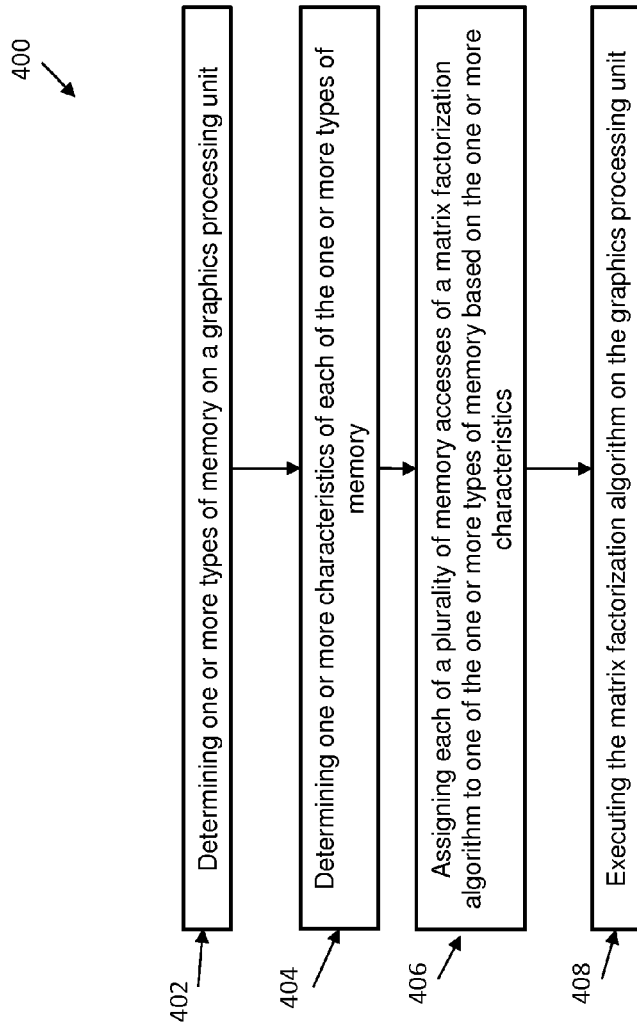 400
402
Determining one or more types of memory on a graphics processing unit
404
Determining one or more characteristics of each of the one or more types of
memory
406
Assigning each of a plurality of memory accesses of a matrix factorization
algorithm to one of the one or more types of memory based on the one or more
characteristics
408
Executing the matrix factorization algorithm on the graphics processing unit